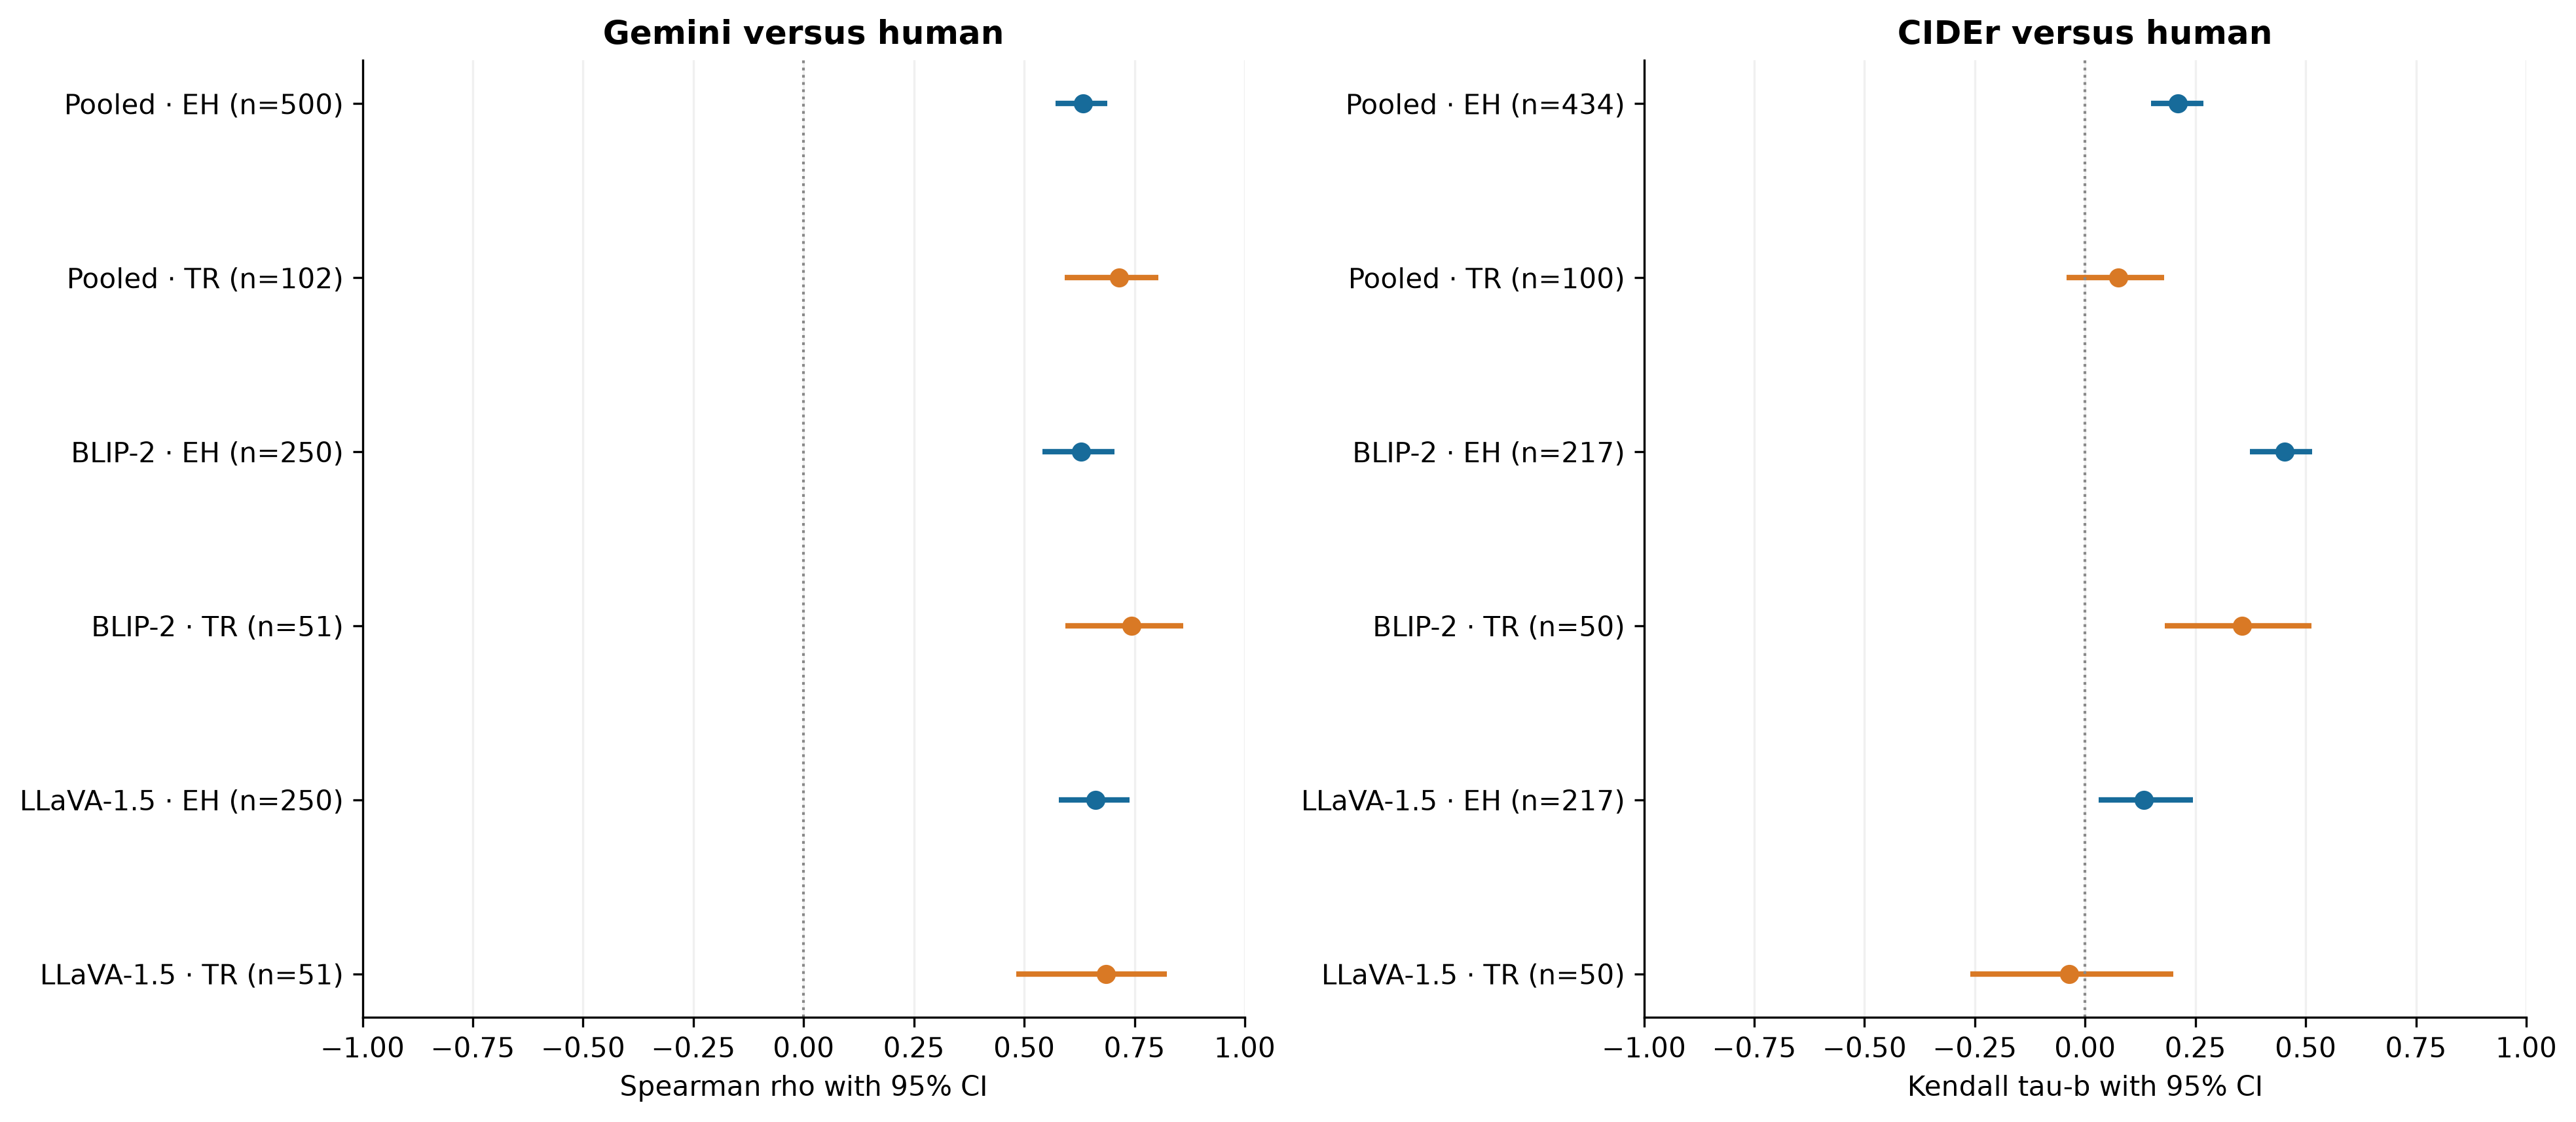 Gemini versus human
Pooled · EH (n=500)
Pooled · TR (n=102)
BLIP-2 · EH (n=250)
BLIP-2 · TR (n=51)
LLaVA-1.5 · EH (n=250)
LLaVA-1.5 · TR (n=51)
−1.00 −0.75 −0.50 −0.25 0.00 0.25 0.50 0.75 1.00
Spearman rho with 95% CI
CIDEr versus human
Pooled · EH (n=434)
Pooled · TR (n=100)
BLIP-2 · EH (n=217)
BLIP-2 · TR (n=50)
LLaVA-1.5 · EH (n=217)
LLaVA-1.5 · TR (n=50)
−1.00 −0.75 −0.50 −0.25 0.00 0.25 0.50 0.75 1.00
Kendall tau-b with 95% CI